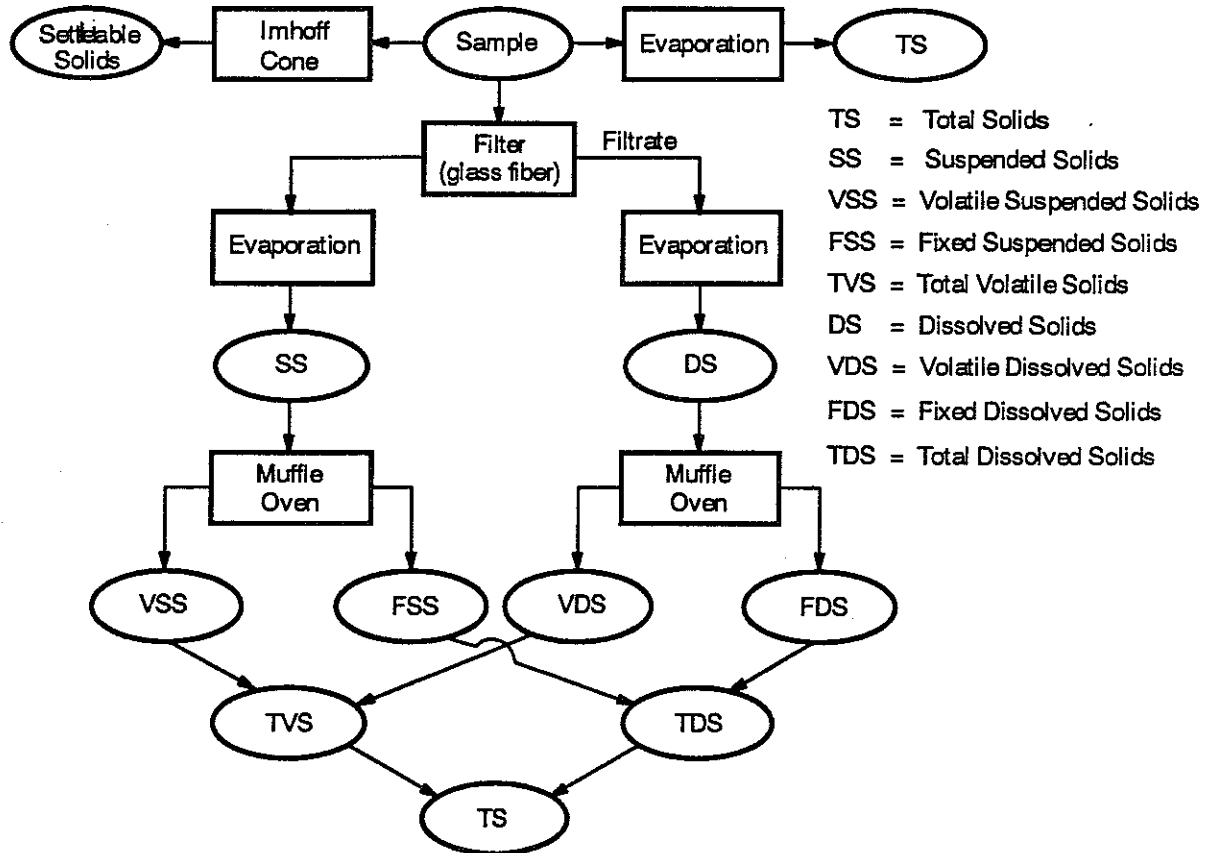 Settleable
Solids
Imhoff
Cone
Sample
Evaporation
TS
Filter
(glass fiber)
Filtrate
Evaporation
Evaporation
SS
DS
Muffle
Oven
Muffle
Oven
VSS
FSS
VDS
FDS
TVS
TDS
TS
TS = Total Solids
SS = Suspended Solids
VSS = Volatile Suspended Solids
FSS = Fixed Suspended Solids
TVS = Total Volatile Solids
DS = Dissolved Solids
VDS = Volatile Dissolved Solids
FDS = Fixed Dissolved Solids
TDS = Total Dissolved Solids